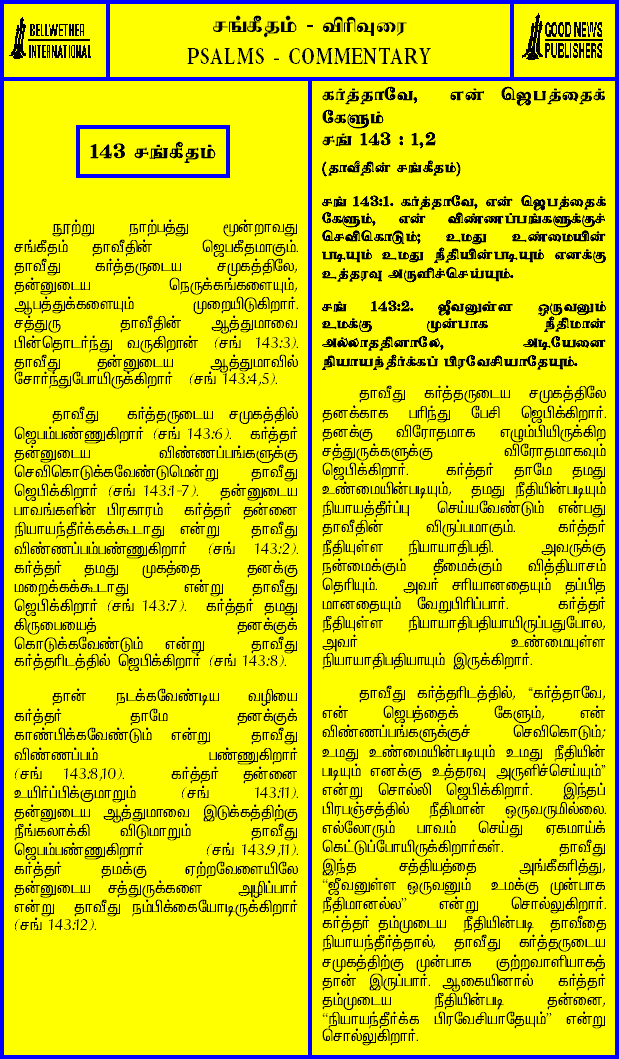 BELLWETHER
INTERNATIONAL
சங்கீதம் - விரிவுரை
PSALMS - COMMENTARY
GOOD NEWS
PUBLISHERS
143 சங்கீதம்
நூற்று நாற்பத்து மூன்றாவது
சங்கீதம் தாவீதின் ஜெபகீதமாகும்.
தாவீது கர்த்தருடைய சமுகத்திலே,
தன்னுடைய நெருக்கங்களையும்,
ஆபத்துக்களையும் முறையிடுகிறார்.
சத்துரு தாவீதின் ஆத்துமாவை
பின்தொடர்ந்து வருகிறான் (சங் 143:3).
தாவீது தன்னுடைய ஆத்துமாவில்
சோர்ந்துபோயிருக்கிறார் (சங் 143:4,5).
தாவீது கர்த்தருடைய சமுகத்தில்
ஜெபம்பண்ணுகிறார் (சங் 143:6). கர்த்தர்
தன்னுடைய விண்ணப்பங்களுக்கு
செவிகொடுக்கவேண்டுமென்று தாவீது
ஜெபிக்கிறார் (சங் 143:1-7). தன்னுடைய
பாவங்களின் பிரகாரம் கர்த்தர் தன்னை
நியாயந்தீர்க்கக்கூடாது என்று தாவீது
விண்ணப்பம்பண்ணுகிறார் (சங் 143:2).
கர்த்தர் தமது முகத்தை தனக்கு
மறைக்கக்கூடாது என்று தாவீது
ஜெபிக்கிறார் (சங் 143:7). கர்த்தர் தமது
கிருபையைத் தனக்குக்
கொடுக்கவேண்டும் என்று தாவீது
கர்த்தரிடத்தில் ஜெபிக்கிறார் (சங் 143:8).
தான் நடக்கவேண்டிய வழியை
கர்த்தர் தாமே தனக்குக்
காண்பிக்கவேண்டும் என்று தாவீது
விண்ணப்பம் பண்ணுகிறார்
(சங் 143:8,10). கர்த்தர் தன்னை
உயிர்ப்பிக்குமாறும் (சங் 143:11).
தன்னுடைய ஆத்துமாவை இடுக்கத்திற்கு
நீங்கலாக்கி விடுமாறும் தாவீது
ஜெபம்பண்ணுகிறார் (சங் 143:9,11).
கர்த்தர் தமக்கு ஏற்றவேளையிலே
தன்னுடைய சத்துருக்களை அழிப்பார்
என்று தாவீது நம்பிக்கையோடிருக்கிறார்
(சங் 143:12).
கர்த்தாவே, என் ஜெபத்தைக்
கேளும்
சங் 143 : 1,2
(தாவீதின் சங்கீதம்)
சங் 143:1. கர்த்தாவே, என் ஜெபத்தைக்
கேளும், என் விண்ணப்பங்களுக்குச்
செவிகொடும்; உமது உண்மையின்
படியும் உமது நீதியின்படியும் எனக்கு
உத்தரவு அருளிச்செய்யும்.
சங் 143:2. ஜீவனுள்ள ஒருவனும்
உமக்கு முன்பாக நீதிமான்
அல்லாததினாலே, அடியேனை
நியாயந்தீர்க்கப் பிரவேசியாதேயும்.
தாவீது கர்த்தருடைய சமுகத்திலே
தனக்காக பரிந்து பேசி ஜெபிக்கிறார்.
தனக்கு விரோதமாக எழும்பியிருக்கிற
சத்துருக்களுக்கு விரோதமாகவும்
ஜெபிக்கிறார். கர்த்தர் தாமே தமது
உண்மையின்படியும், தமது நீதியின்படியும்
நியாயத்தீர்ப்பு செய்யவேண்டும் என்பது
தாவீதின் விருப்பமாகும். கர்த்தர்
நீதியுள்ள நியாயாதிபதி. அவருக்கு
நன்மைக்கும் தீமைக்கும் வித்தியாசம்
தெரியும். அவர் சரியானதையும் தப்பித
மானதையும் வேறுபிரிப்பார். கர்த்தர்
நீதியுள்ள நியாயாதிபதியாயிருப்பதுபோல,
அவர் உண்மையுள்ள
நியாயாதிபதியாயும் இருக்கிறார்.
தாவீது கர்த்தரிடத்தில், "கர்த்தாவே,
என் ஜெபத்தைக் கேளும், என்
விண்ணப்பங்களுக்குச் செவிகொடும்;
உமது உண்மையின்படியும் உமது நீதியின்
படியும் எனக்கு உத்தரவு அருளிச்செய்யும்"
என்று சொல்லி ஜெபிக்கிறார். இந்தப்
பிரபஞ்சத்தில் நீதிமான் ஒருவருமில்லை.
எல்லோரும் பாவம் செய்து ஏகமாய்க்
கெட்டுப்போயிருக்கிறார்கள். தாவீது
இந்த சத்தியத்தை அங்கீகரித்து,
"ஜீவனுள்ள ஒருவனும் உமக்கு முன்பாக
நீதிமானல்ல" என்று சொல்லுகிறார்.
கர்த்தர் தம்முடைய நீதியின்படி தாவீதை
நியாயந்தீர்த்தால், தாவீது கர்த்தருடைய
சமுகத்திற்கு முன்பாக குற்றவாளியாகத்
தான் இருப்பார். ஆகையினால் கர்த்தர்
தம்முடைய நீதியின்படி தன்னை,
"நியாயந்தீர்க்க பிரவேசியாதேயும்" என்று
சொல்லுகிறார்.